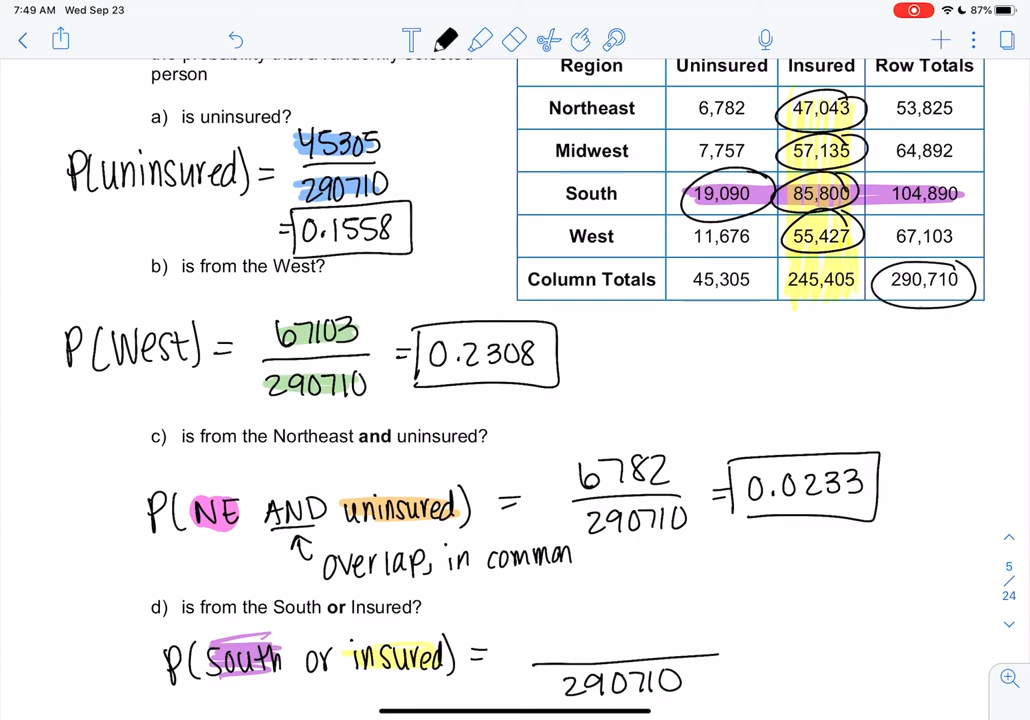 7:49 AM Wed Sep 23
87%
person
a) is uninsured?
P(uninsured) = 45305
290710
= 0.1558
b) is from the West?
P(West) = 67103
290710
= 0.2308
c) is from the Northeast and uninsured?
P(NE AND uninsured) = 6782
290710
= 0.0233
overlap, in common
d) is from the South or Insured?
P(south or insured) =
290710
Region Uninsured Insured Row Totals
Northeast 6,782 47,043 53,825
Midwest 7,757 57,135 64,892
South 19,090 85,800 104,890
West 11,676 55,427 67,103
Column Totals 45,305 245,405 290,710
5
/
24